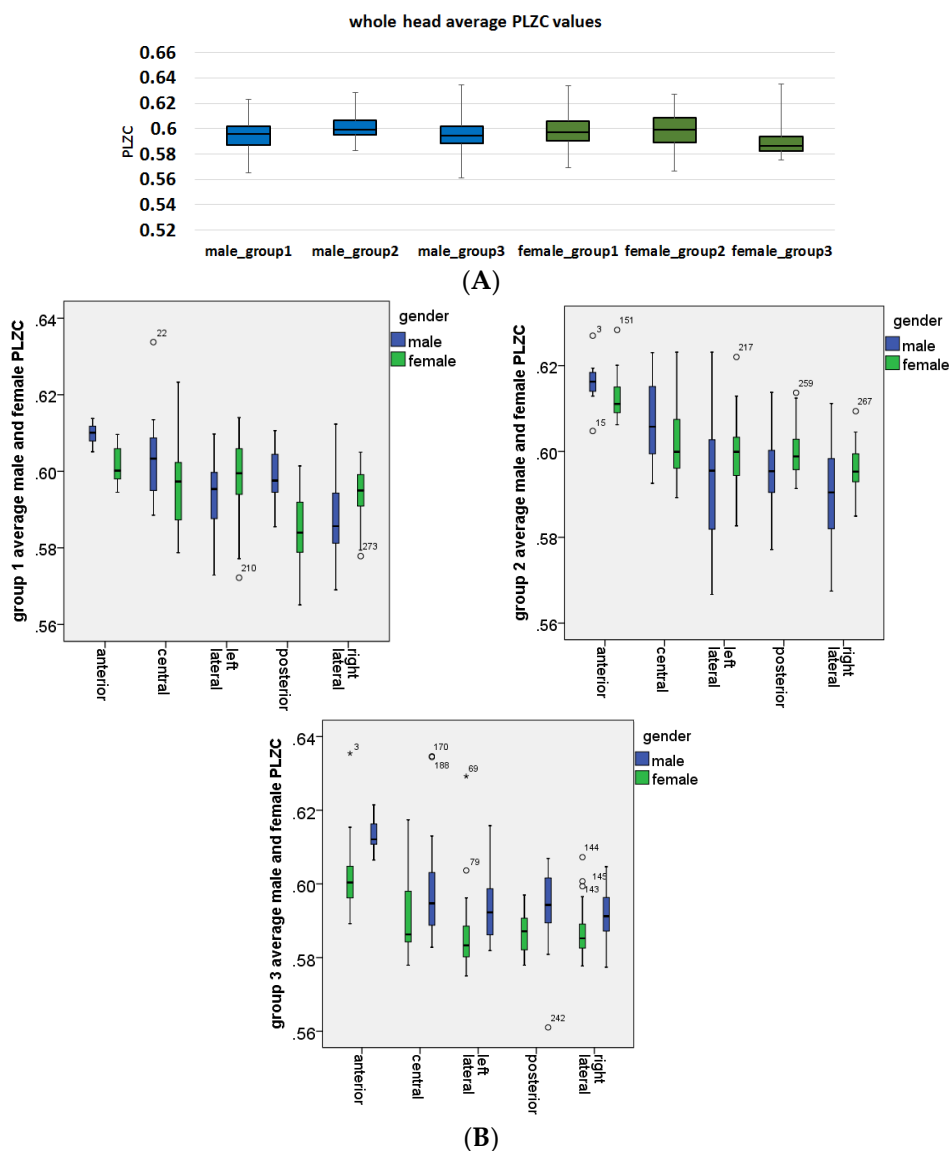 whole head average PLZC values
PLZC
0.66
0.64
0.62
0.6
0.58
0.56
0.54
0.52
male_group1 male_group2 male_group3 female_group1 female_group2 female_group3
(A)
group 1 average male and female PLZC
.64
.62
.60
.58
.56
22
210
273
anterior
central
left lateral
posterior
right lateral
gender
male
female
group 2 average male and female PLZC
.62
.60
.58
.56
3
15
151
217
259
267
anterior
central
left lateral
posterior
right lateral
gender
male
female
group 3 average male and female PLZC
.64
.62
.60
.58
.56
3
170
188
69
79
144
145
143
242
anterior
central
left lateral
posterior
right lateral
gender
male
female
(B)